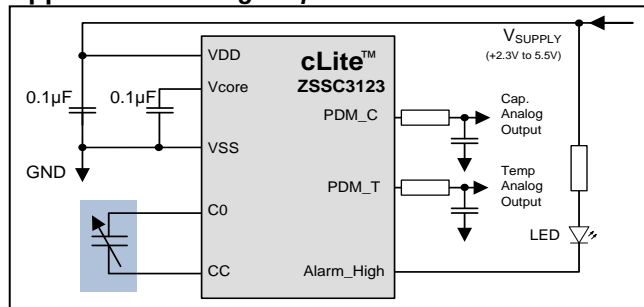 VSUPPLY
(+2.3V to 5.5V)
cLite™
ZSSC3123
VDD
Vcore
0.1µF
0.1µF
PDM_C
Cap.
Analog
Output
VSS
GND
PDM_T
Temp
Analog
Output
C0
LED
CC
Alarm_High